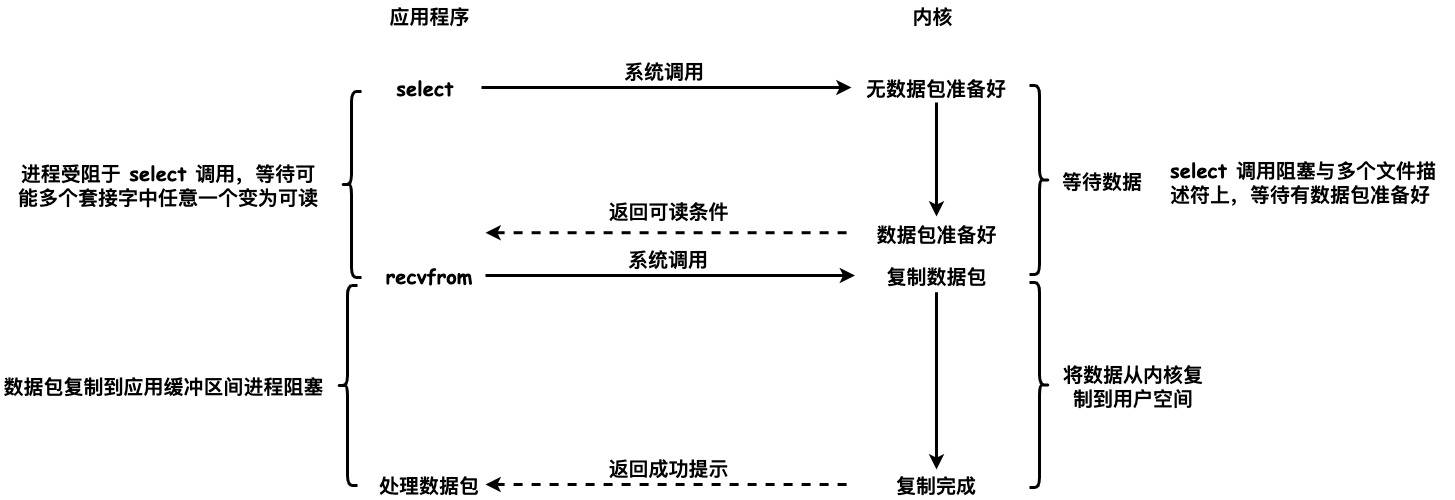 应用程序
内核
系统调用
select
无数据包准备好
进程受阻于 select 调用，等待可
能多个套接字中任意一个变为可读
等待数据
select 调用阻塞与多个文件描
述符上，等待有数据包准备好
返回可读条件
数据包准备好
系统调用
recvfrom
复制数据包
数据包复制到应用缓冲区间进程阻塞
将数据从内核复
制到用户空间
返回成功提示
处理数据包
复制完成